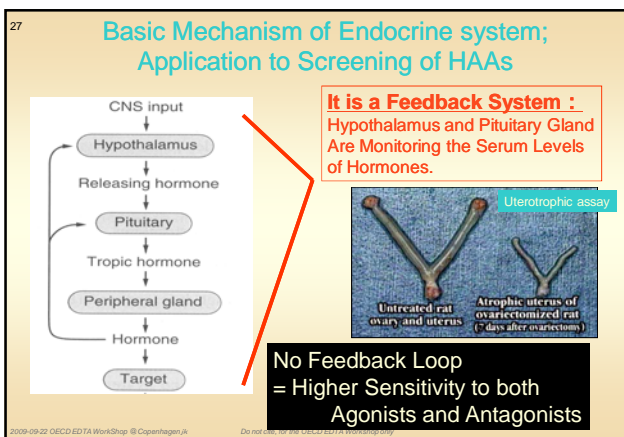 27
Basic Mechanism of Endocrine system;
Application to Screening of HAAs
CNS input
Hypothalamus
Releasing hormone
Pituitary
Tropic hormone
Peripheral gland
Hormone
Target
It is a Feedback System :
Hypothalamus and Pituitary Gland
Are Monitoring the Serum Levels
of Hormones.
Uterotrophic assay
Untreated rat
ovary and uterus
Atrophic uterus of
ovariectomized rat
(7 days after ovariectomy)
No Feedback Loop
= Higher Sensitivity to both
Agonists and Antagonists
2009-09-22 OECD EDTA WorkShop @ Copenhagen.jk
Do not cite, for the OECD EDTA Workshop only